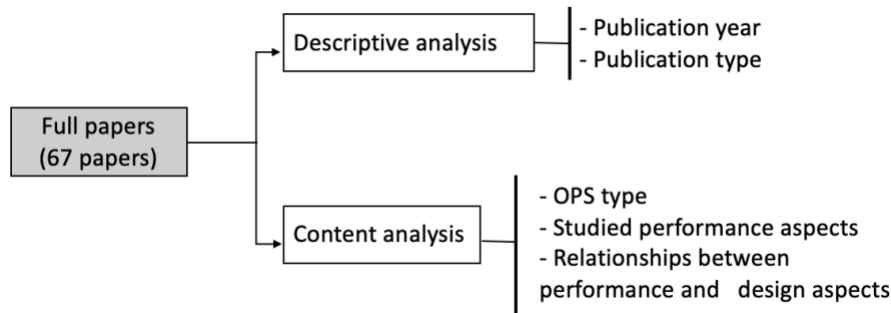 Full papers
(67 papers)
Descriptive analysis
- Publication year
- Publication type
Content analysis
- OPS type
- Studied performance aspects
- Relationships between
performance and design aspects